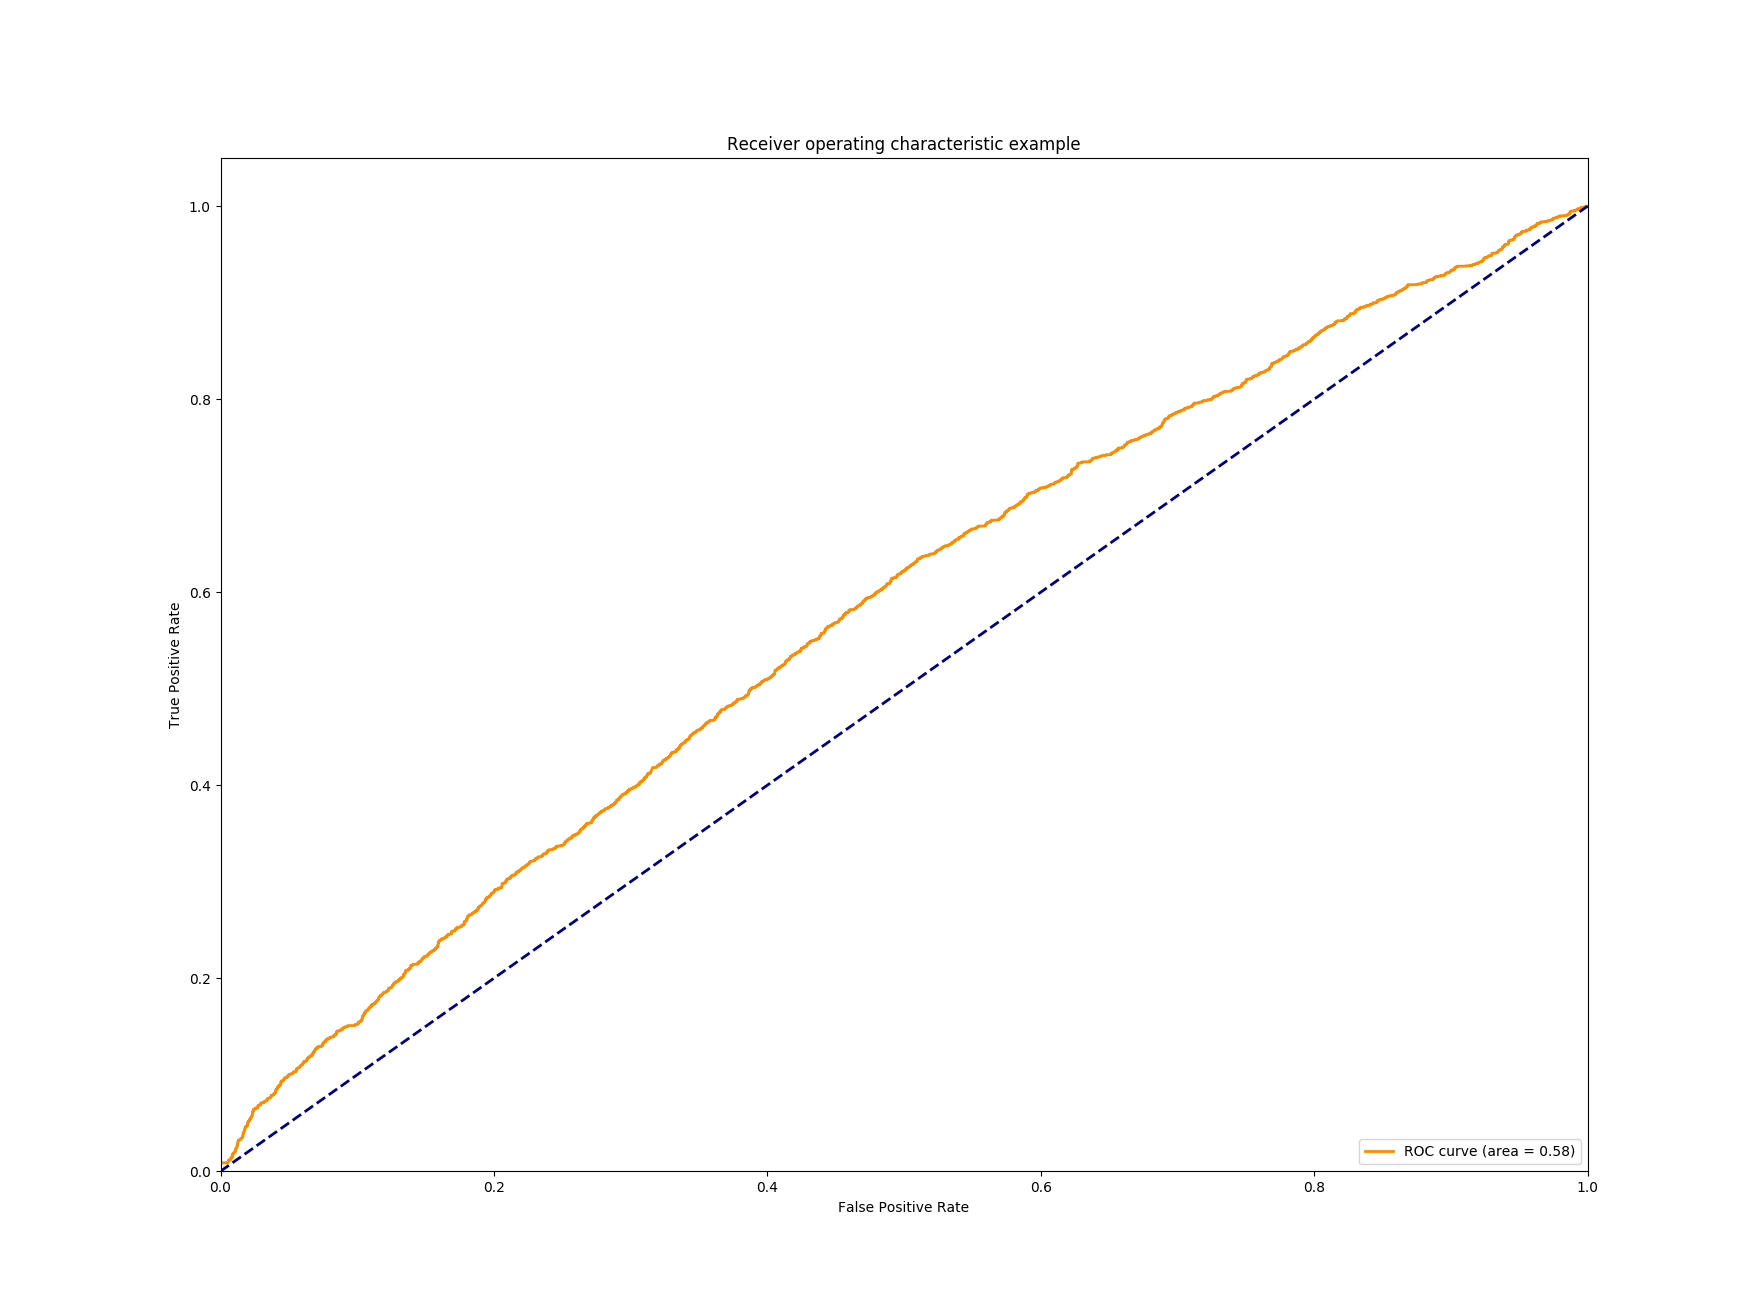 Receiver operating characteristic example
1.0
0.8
0.6
0.4
0.2
0.0
True Positive Rate
0.0 0.2 0.4 0.6 0.8 1.0
False Positive Rate
ROC curve (area = 0.58)